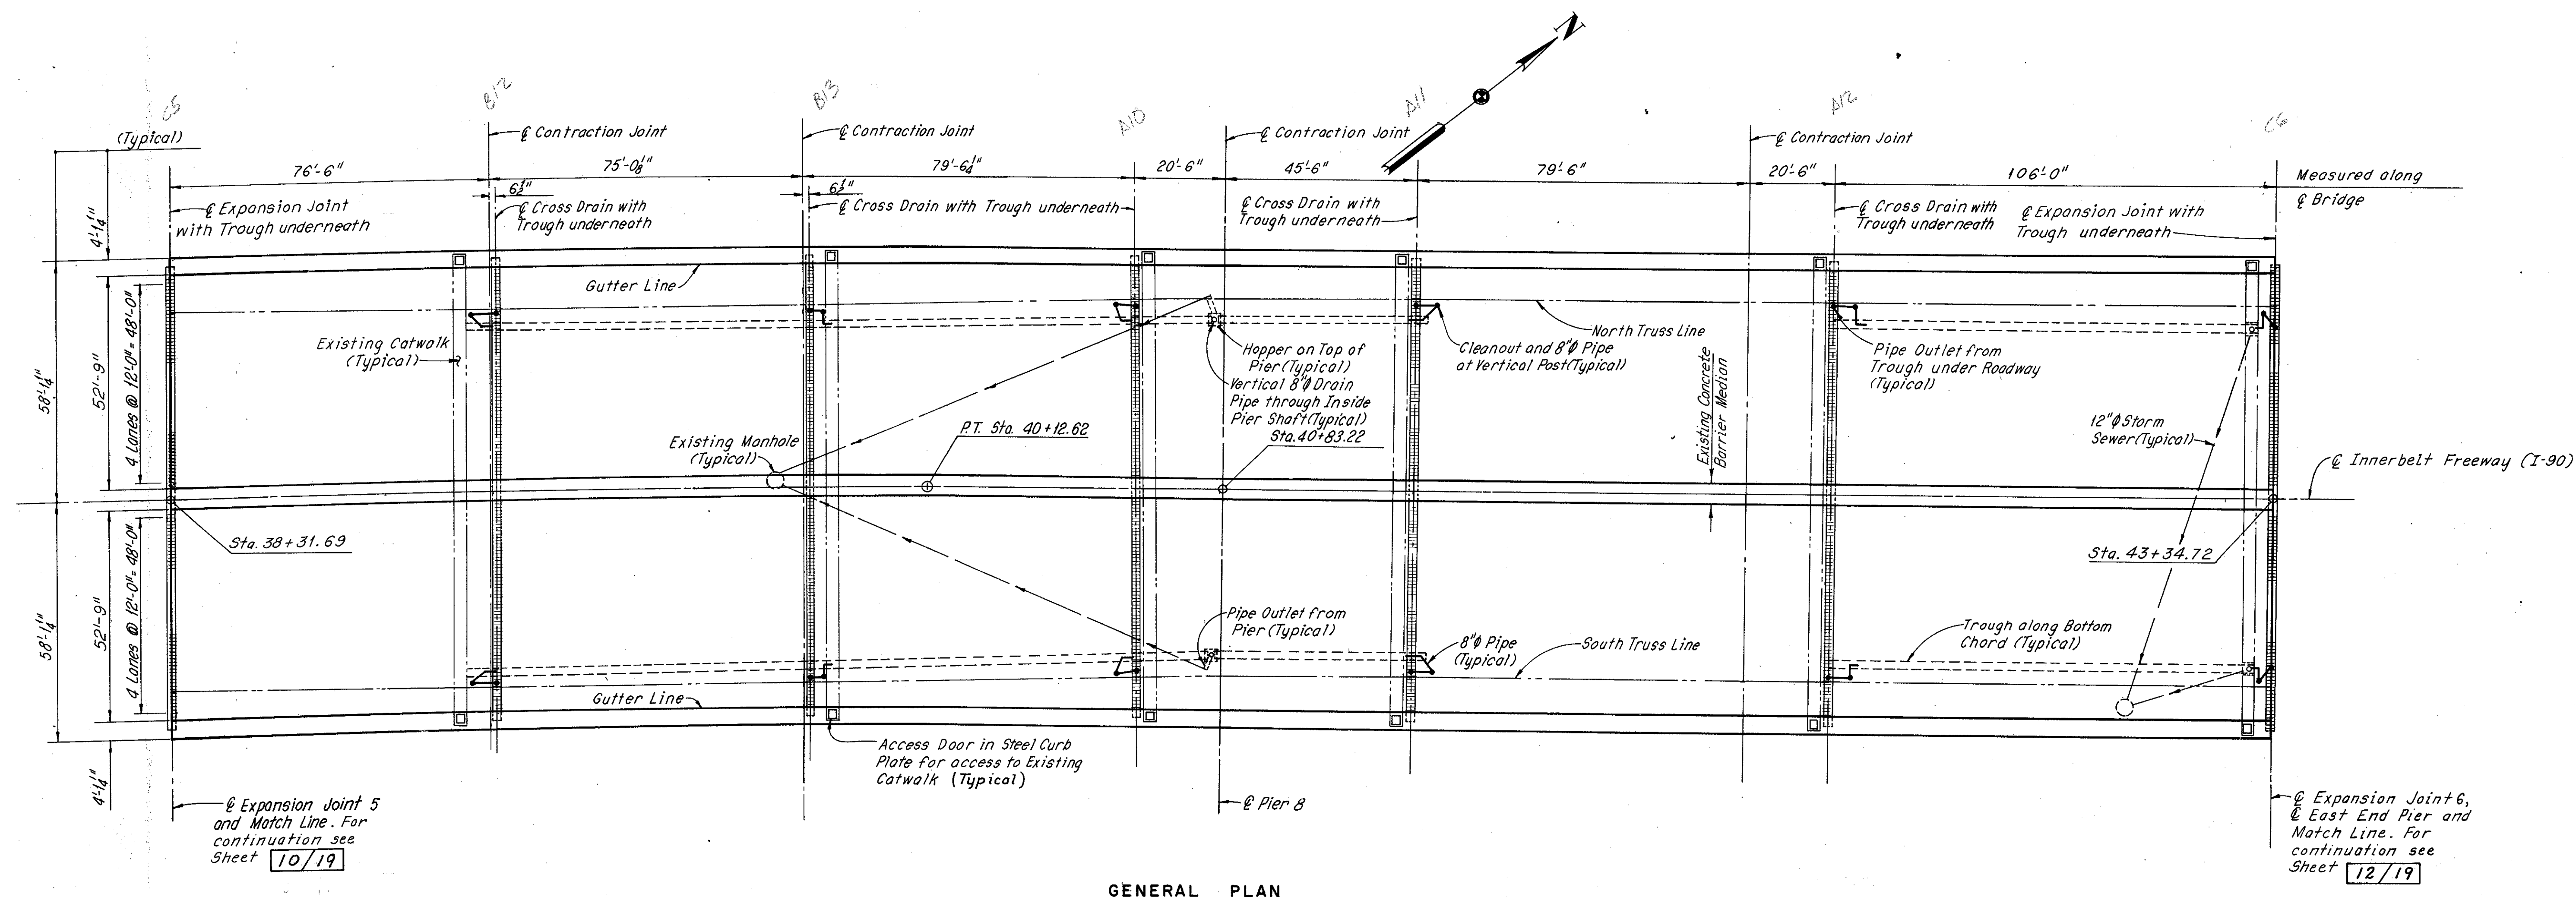 N
C5
B12
B13
A10
A11
A12
C6
(Typical)
℄ Contraction Joint
℄ Contraction Joint
℄ Contraction Joint
℄ Contraction Joint
76'-6"
75'-0⅛"
79'-6¼"
20'-6"
45'-6"
79'-6"
20'-6"
106'-0"
Measured along
℄ Bridge
6½"
6½"
4'-1¼"
℄ Expansion Joint
with Trough underneath
℄ Cross Drain with
Trough underneath
℄ Cross Drain with Trough underneath
℄ Cross Drain with
Trough underneath
℄ Cross Drain with
Trough underneath
℄ Expansion Joint with
Trough underneath
Gutter Line
58'-1¼"
52'-9"
4 Lanes @ 12'-0" = 48'-0"
Existing Catwalk
(Typical)
Hopper on Top of
Pier (Typical)
Vertical 8"ϕ Drain
Pipe through Inside
Pier Shaft (Typical)
Cleanout and 8"ϕ Pipe
at Vertical Post (Typical)
North Truss Line
Existing Concrete
Barrier Median
Pipe Outlet from
Trough under Roadway
(Typical)
12"ϕ Storm
Sewer (Typical)
Existing Manhole
(Typical)
P.T. Sta. 40+12.62
Sta. 40+83.22
℄ Innerbelt Freeway (I-90)
Sta. 38+31.69
Sta. 43+34.72
58'-1¼"
52'-9"
4 Lanes @ 12'-0" = 48'-0"
4'-1¼"
Pipe Outlet from
Pier (Typical)
8"ϕ Pipe
(Typical)
South Truss Line
Trough along Bottom
Chord (Typical)
Gutter Line
Access Door in Steel Curb
Plate for access to Existing
Catwalk (Typical)
℄ Expansion Joint 5
and Match Line. For
continuation see
Sheet 10/19
℄ Pier 8
℄ Expansion Joint 6,
℄ East End Pier and
Match Line. For
continuation see
Sheet 12/19
GENERAL PLAN